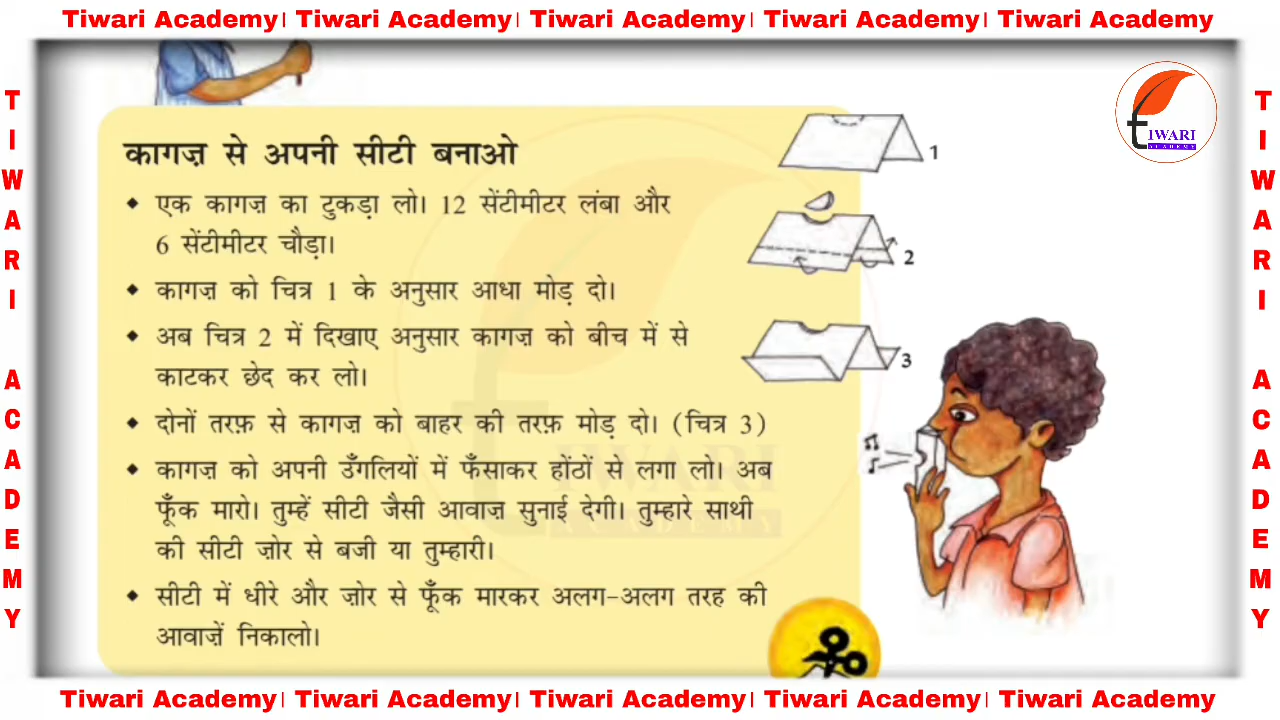 Tiwari Academy। Tiwari Academy। Tiwari Academy। Tiwari Academy। Tiwari Academy
TIWARI ACADEMY
TIWARI ACADEMY
tIWARI
ACADEMY
कागज़ से अपनी सीटी बनाओ
◆ एक कागज़ का टुकड़ा लो। 12 सेंटीमीटर लंबा और
6 सेंटीमीटर चौड़ा।
◆ कागज़ को चित्र 1 के अनुसार आधा मोड़ दो।
◆ अब चित्र 2 में दिखाए अनुसार कागज़ को बीच में से
काटकर छेद कर लो।
◆ दोनों तरफ़ से कागज़ को बाहर की तरफ़ मोड़ दो। (चित्र 3)
◆ कागज़ को अपनी उँगलियों में फँसाकर होंठों से लगा लो। अब
फूँक मारो। तुम्हें सीटी जैसी आवाज़ सुनाई देगी। तुम्हारे साथी
की सीटी ज़ोर से बजी या तुम्हारी।
◆ सीटी में धीरे और ज़ोर से फूँक मारकर अलग-अलग तरह की
आवाज़ें निकालो।
1
2
3
TIWARI
ACADEMY
Tiwari Academy। Tiwari Academy। Tiwari Academy। Tiwari Academy। Tiwari Academy